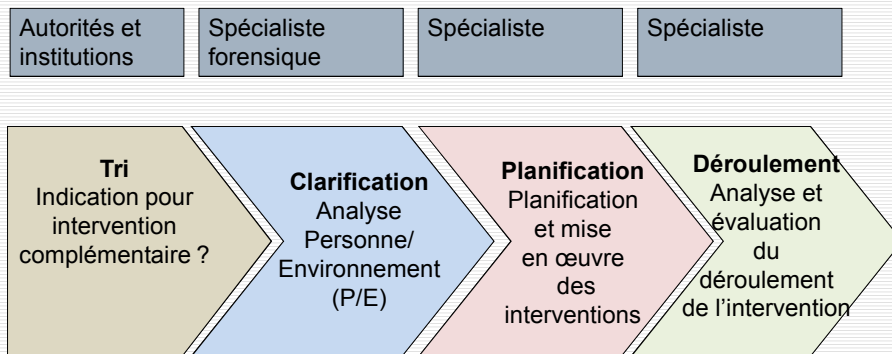 Autorités et
institutions
Spécialiste
forensique
Spécialiste
Spécialiste
Tri
Indication pour
intervention
complémentaire ?
Clarification
Analyse
Personne/
Environnement
(P/E)
Planification
Planification
et mise
en œuvre
des
interventions
Déroulement
Analyse et
évaluation
du
déroulement
de l'intervention